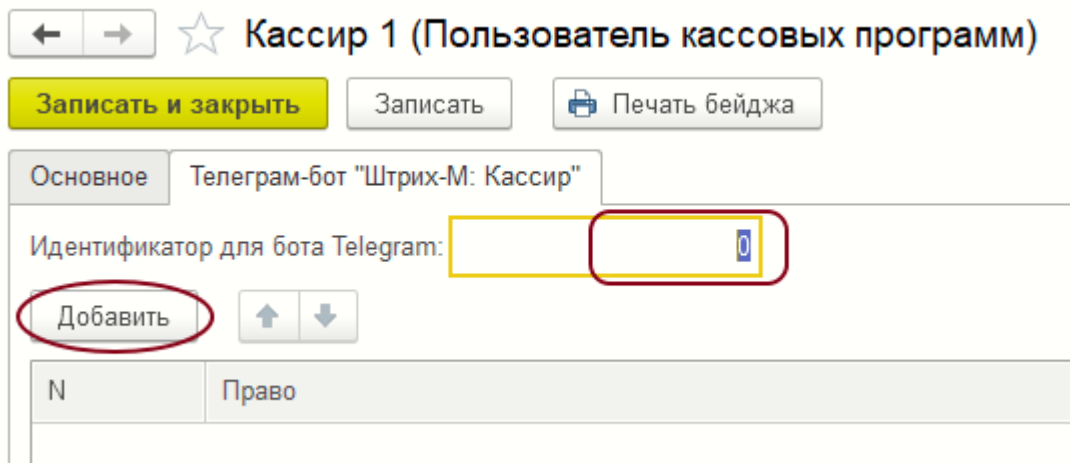 Кассир 1 (Пользователь кассовых программ)
Записать и закрыть Записать Печать бейджа
Основное Телеграм-бот "Штрих-М: Кассир"
Идентификатор для бота Telegram: 0
Добавить
N Право